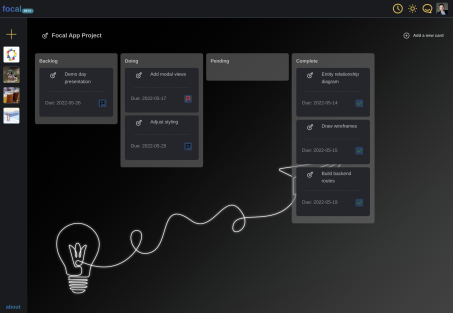 focal BETA
Focal App Project
Add a new card
Backlog
Demo day
presentation
Due: 2022-05-26
Doing
Add modal views
Due: 2022-05-17
Adjust styling
Due: 2022-05-25
Pending
Complete
Entity relationship
diagram
Due: 2022-05-14
Draw wireframes
Due: 2022-05-15
Build backend
routes
Due: 2022-05-19
about